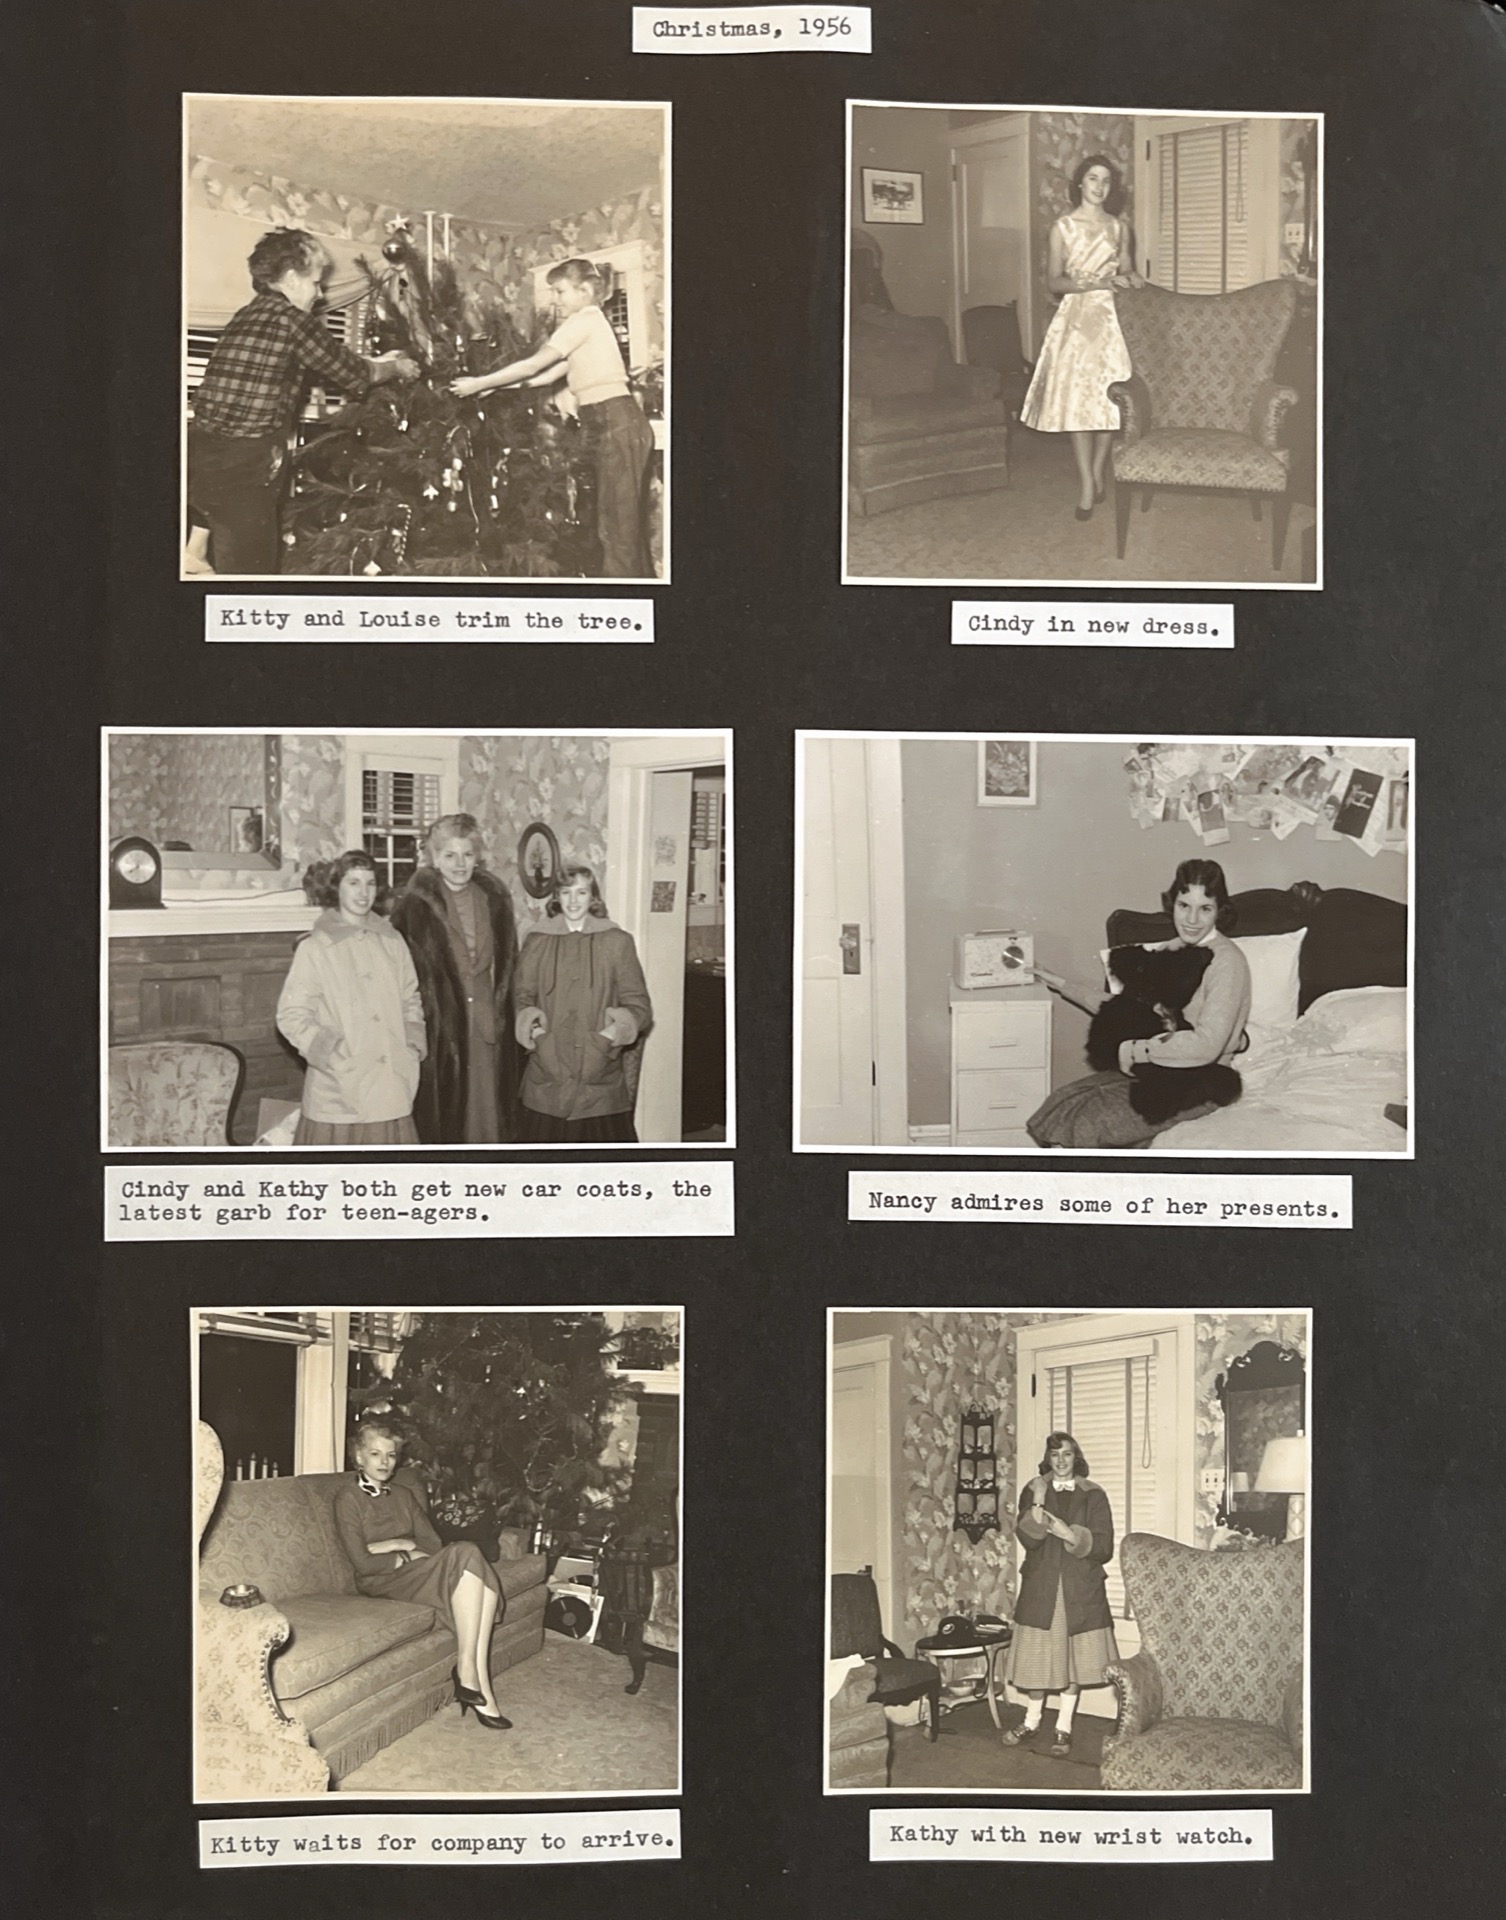 Christmas, 1956
Kitty and Louise trim the tree.
Cindy in new dress.
Cindy and Kathy both get new car coats, the
latest garb for teen-agers.
Nancy admires some of her presents.
Kitty waits for company to arrive.
Kathy with new wrist watch.